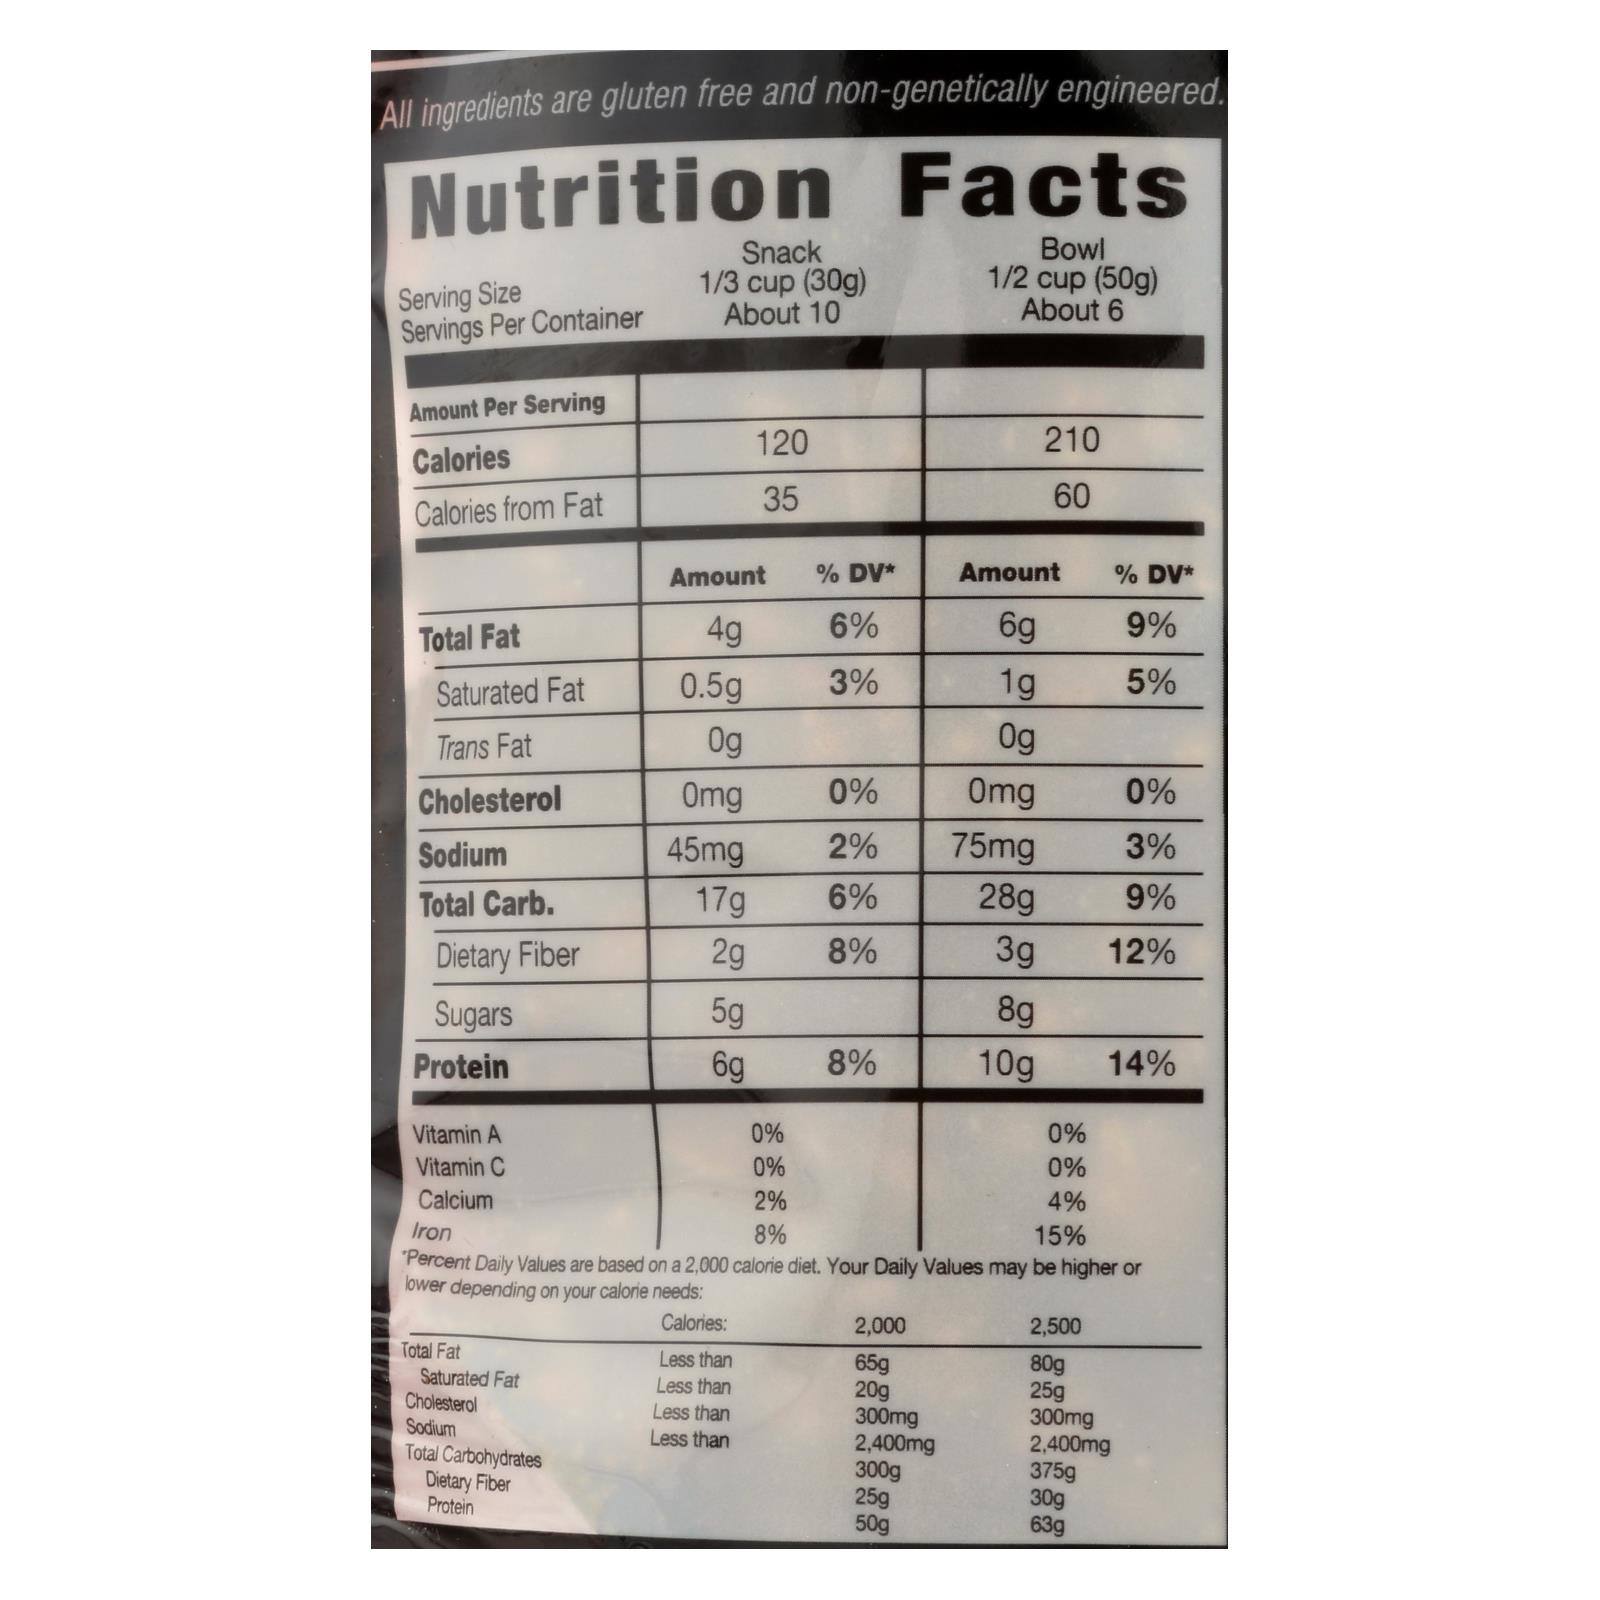 All ingredients are gluten free and non-genetically engineered.
Nutrition Facts
Snack Bowl
Serving Size 1/3 cup (30g) 1/2 cup (50g)
Servings Per Container About 10 About 6
Amount Per Serving
Calories 120 210
Calories from Fat 35 60
Amount % DV* Amount % DV*
Total Fat 4g 6% 6g 9%
Saturated Fat 0.5g 3% 1g 5%
Trans Fat 0g 0g
Cholesterol 0mg 0% 0mg 0%
Sodium 45mg 2% 75mg 3%
Total Carb. 17g 6% 28g 9%
Dietary Fiber 2g 8% 3g 12%
Sugars 5g 8g
Protein 6g 8% 10g 14%
Vitamin A 0% 0%
Vitamin C 0% 0%
Calcium 2% 4%
Iron 8% 15%
*Percent Daily Values are based on a 2,000 calorie diet. Your Daily Values may be higher or
lower depending on your calorie needs:
Calories: 2,000 2,500
Total Fat Less than 65g 80g
Saturated Fat Less than 20g 25g
Cholesterol Less than 300mg 300mg
Sodium Less than 2,400mg 2,400mg
Total Carbohydrates 300g 375g
Dietary Fiber 25g 30g
Protein 50g 63g